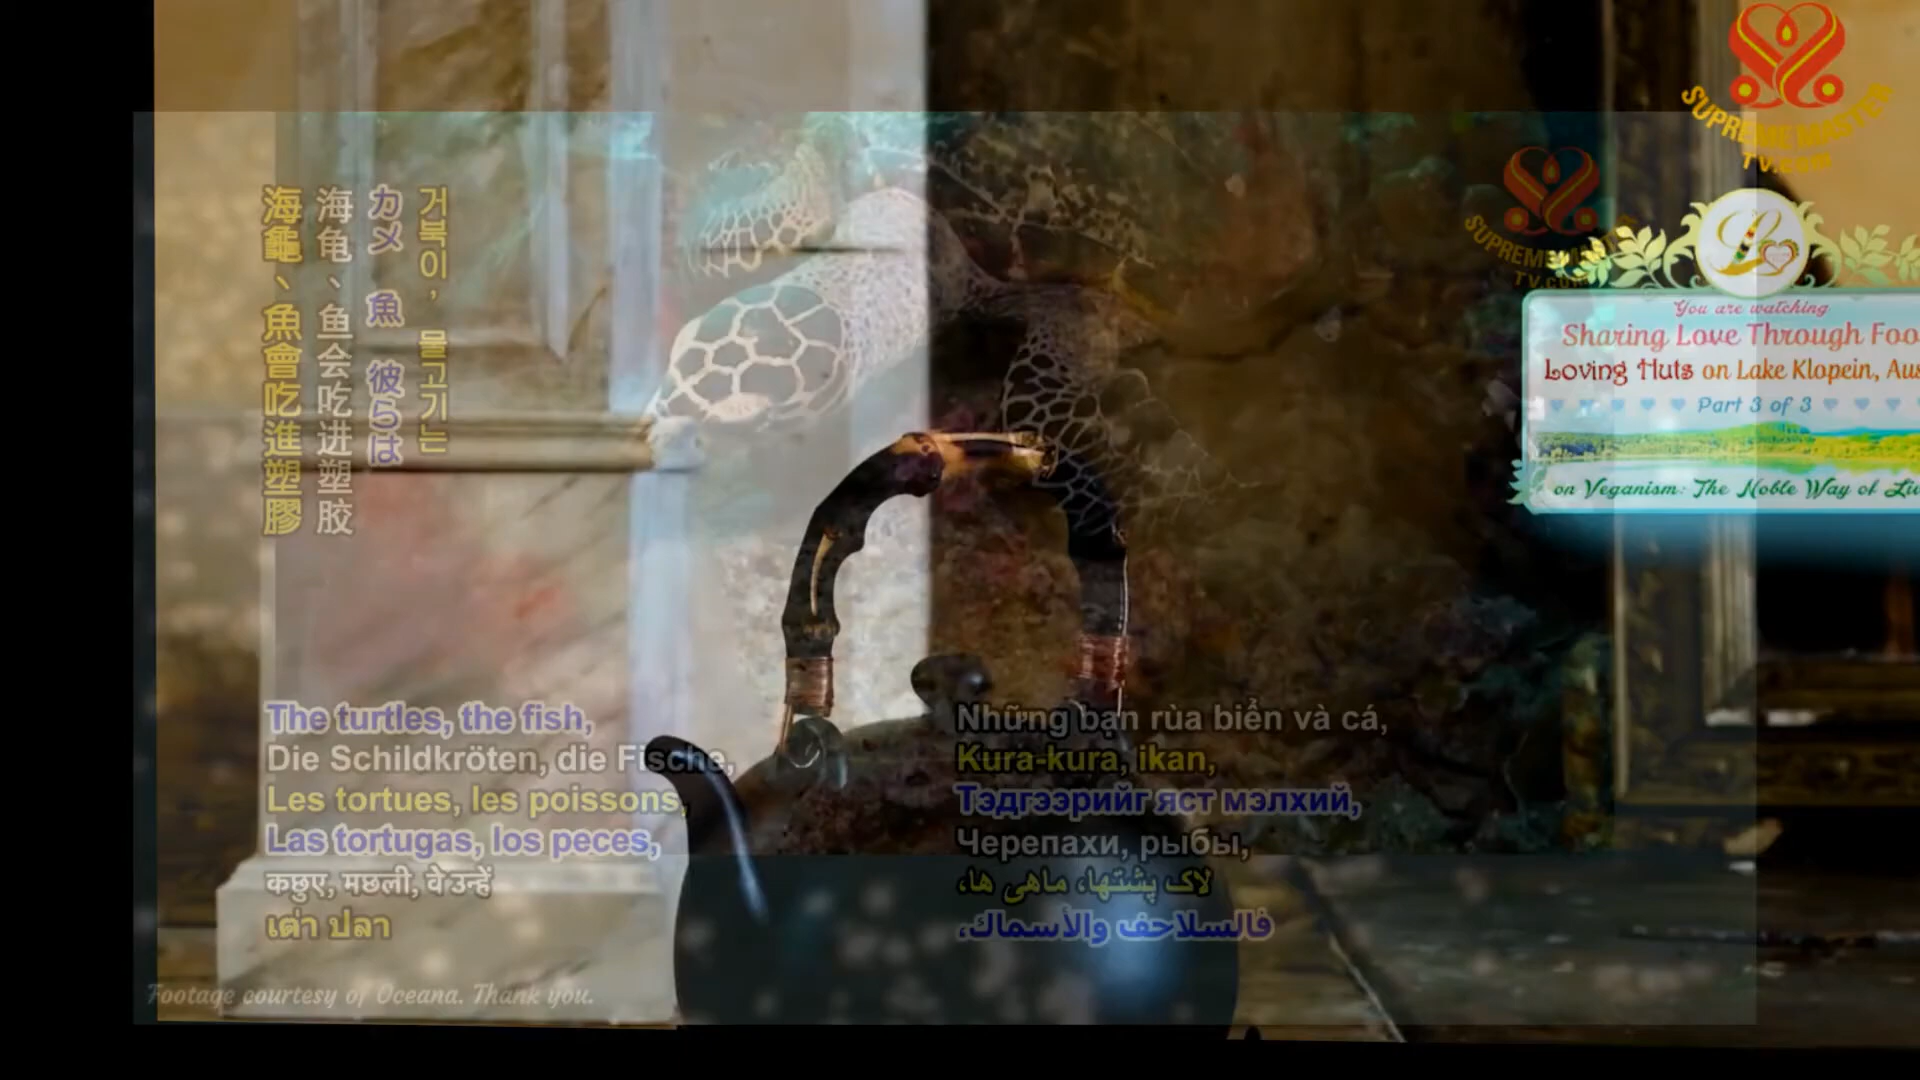 SUPREME MASTER
TV.com
SUPREME MASTER
TV.com
You are watching
Sharing Love Through Foo
Loving Huts on Lake Klopein, Aus
Part 3 of 3
on Veganism: The Noble Way of Liv
海龜、魚會吃進塑膠
海龟、鱼会吃进塑胶
カメ 魚 彼らは
거북이, 물고기는
The turtles, the fish,
Die Schildkröten, die Fische,
Les tortues, les poissons,
Las tortugas, los peces,
कछुए, मछली, वे उन्हें
เต่า ปลา
Những bạn rùa biển và cá,
Kura-kura, ikan,
Тэдгээрийг яст мэлхий,
Черепахи, рыбы,
لاک پشتها، ماهی ها،
فالسلاحف والأسماك،
Footage courtesy of Oceana. Thank you.